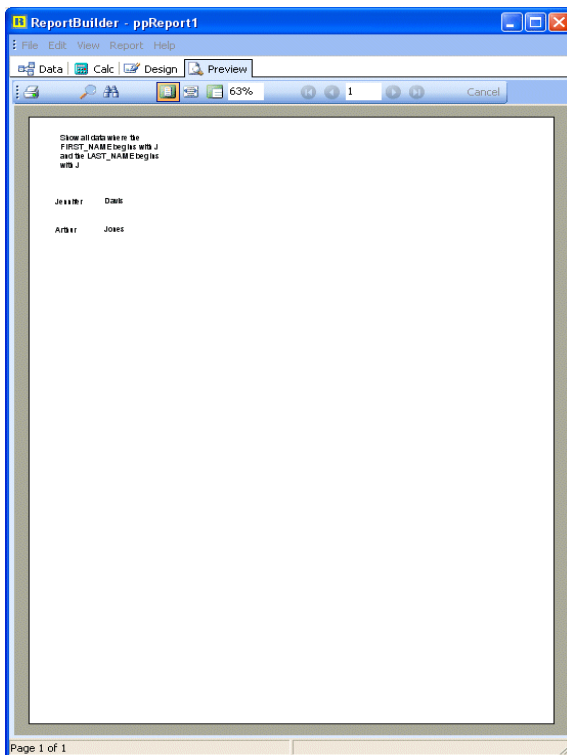 ReportBuilder - ppReport1
File Edit View Report Help
Data Calc Design Preview
63% 1 Cancel
Show all data where the
FIRST_NAME begins with J
and the LAST_NAME begins
with J
Jennifer Davis
Arthur Jones
Page 1 of 1